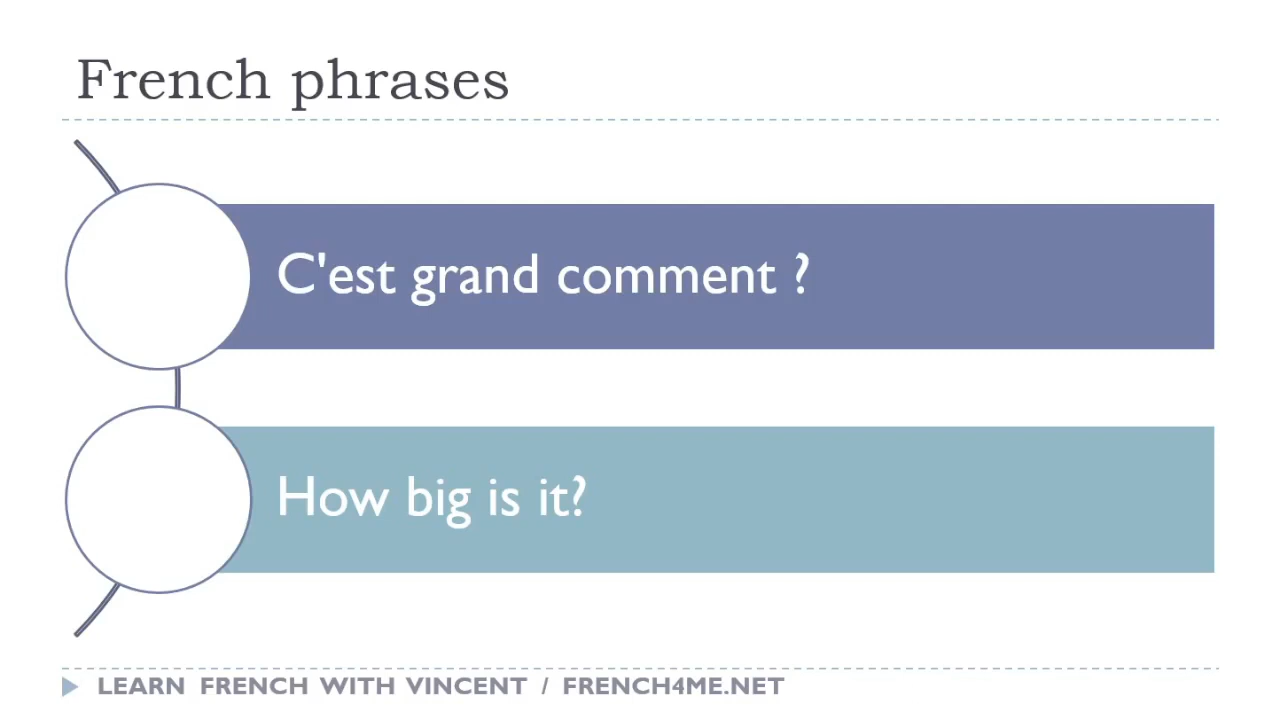 French phrases
C'est grand comment ?
How big is it?
LEARN FRENCH WITH VINCENT / FRENCH4ME.NET